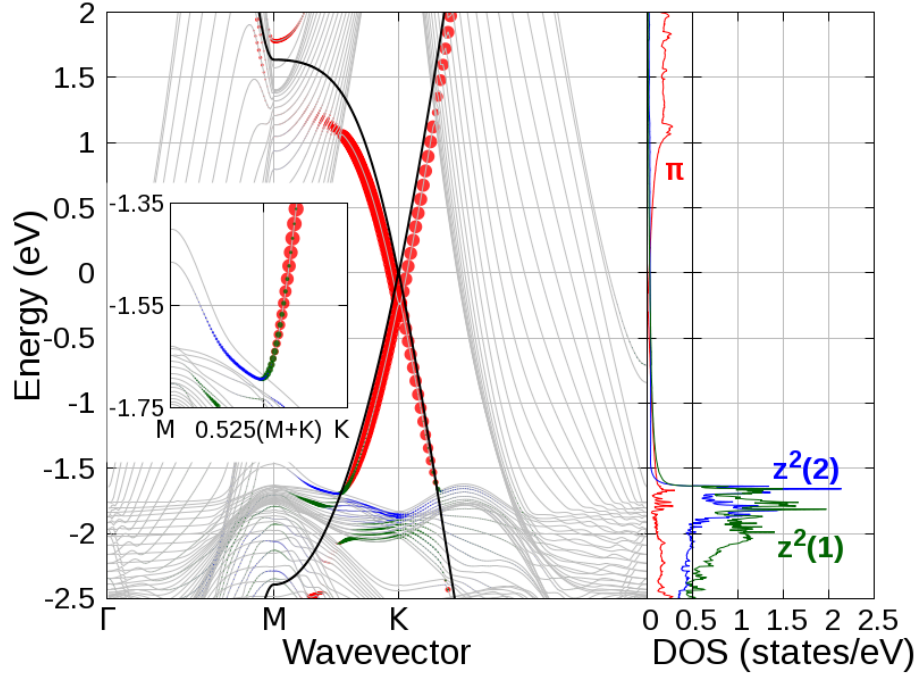 2
1.5
1
0.5
0
-0.5
-1
-1.5
-2
-2.5
Energy (eV)
-1.35
-1.55
-1.75
M 0.525(M+K) K
Γ M K
Wavevector
π
z²(2)
z²(1)
0 0.5 1 1.5 2 2.5
DOS (states/eV)